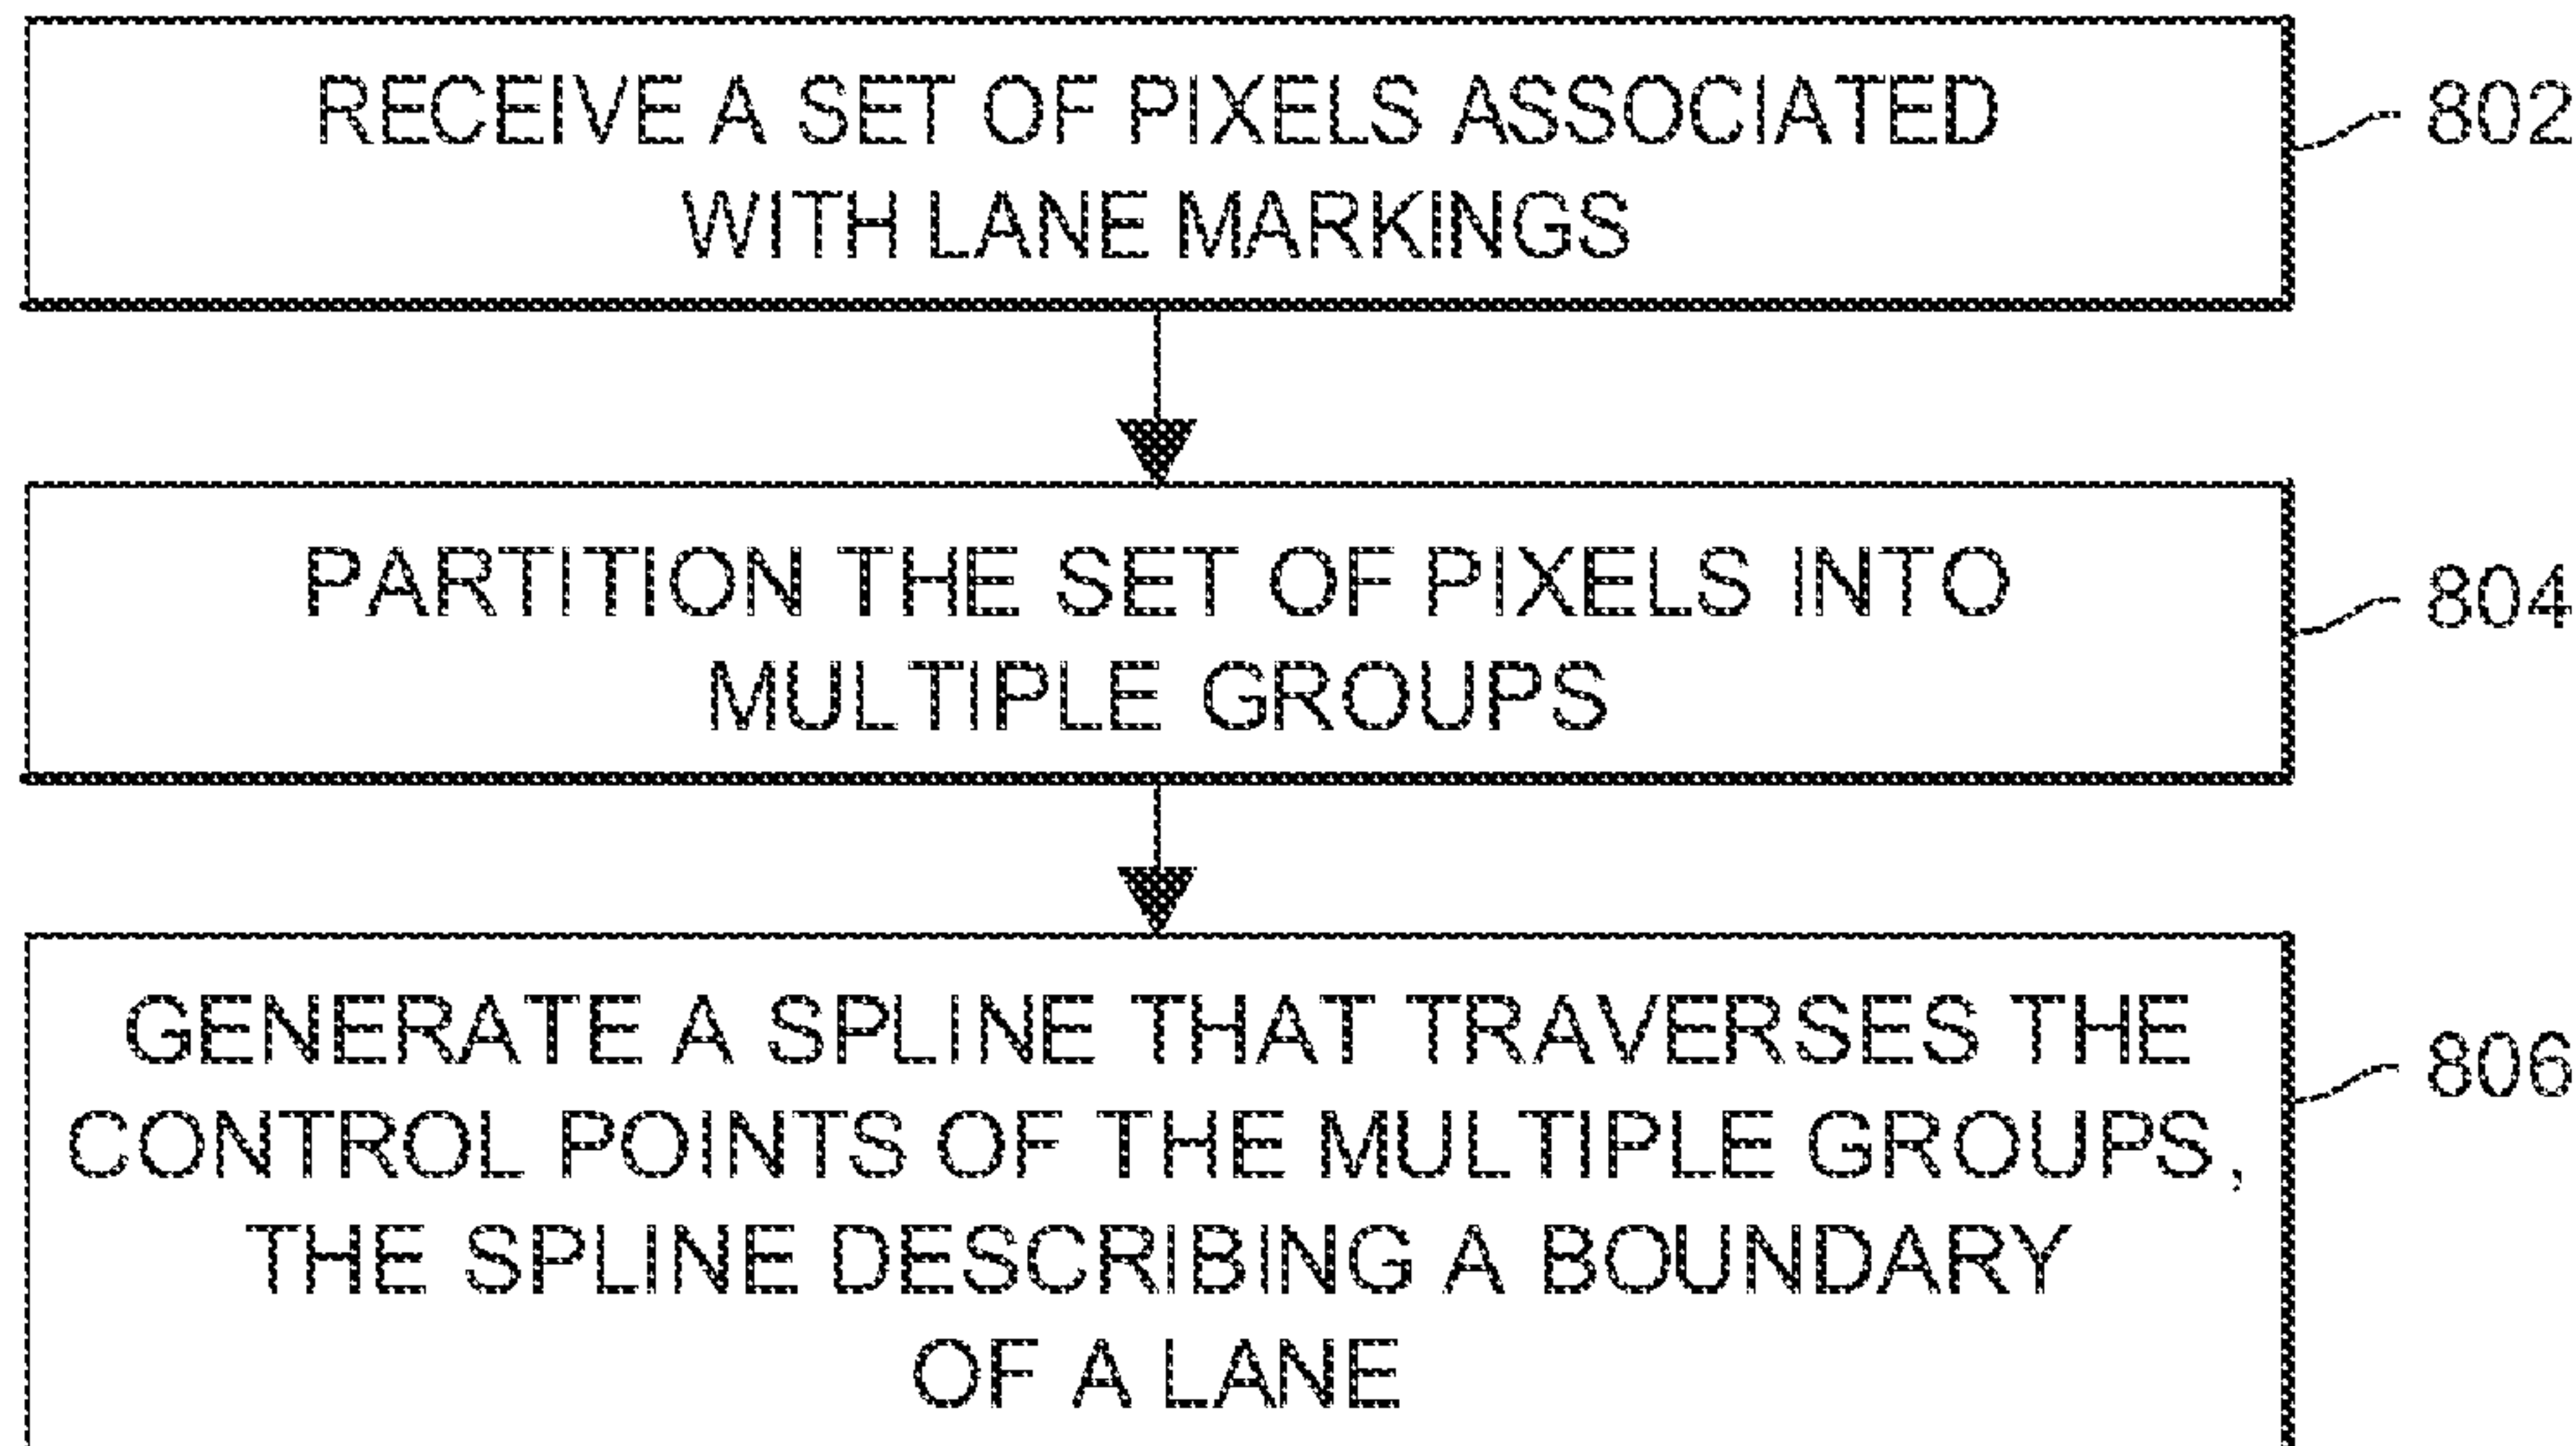 RECEIVE A SET OF PIXELS ASSOCIATED
WITH LANE MARKINGS
802
PARTITION THE SET OF PIXELS INTO
MULTIPLE GROUPS
804
GENERATE A SPLINE THAT TRAVERSES THE
CONTROL POINTS OF THE MULTIPLE GROUPS,
THE SPLINE DESCRIBING A BOUNDARY
OF A LANE
806